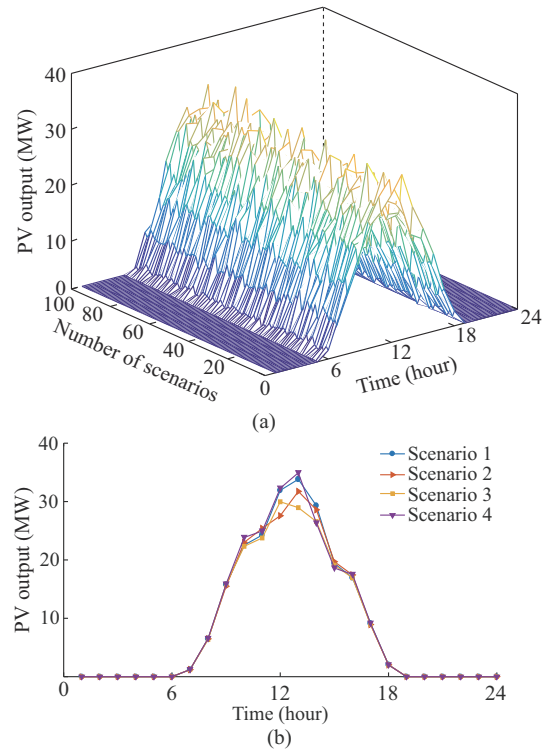 40
30
20
10
0
PV output (MW)
100
80
60
40
20
0
Number of scenarios
6
12
18
24
Time (hour)
(a)
40
30
20
10
PV output (MW)
Scenario 1
Scenario 2
Scenario 3
Scenario 4
0
6
12
18
24
Time (hour)
(b)